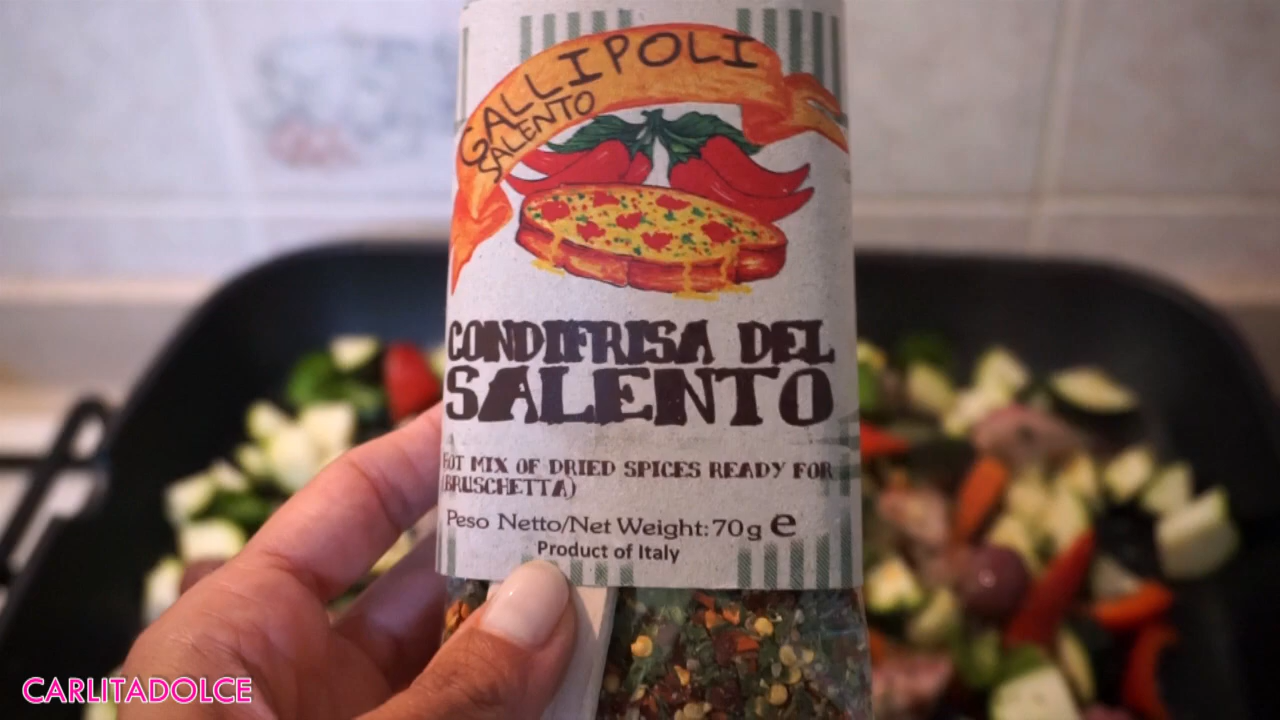 GALLIPOLI
SALENTO
CONDIFRISA DEL
SALENTO
HOT MIX OF DRIED SPICES READY FOR
(BRUSCHETTA)
Peso Netto/Net Weight: 70g e
Product of Italy
CARLITADOLCE